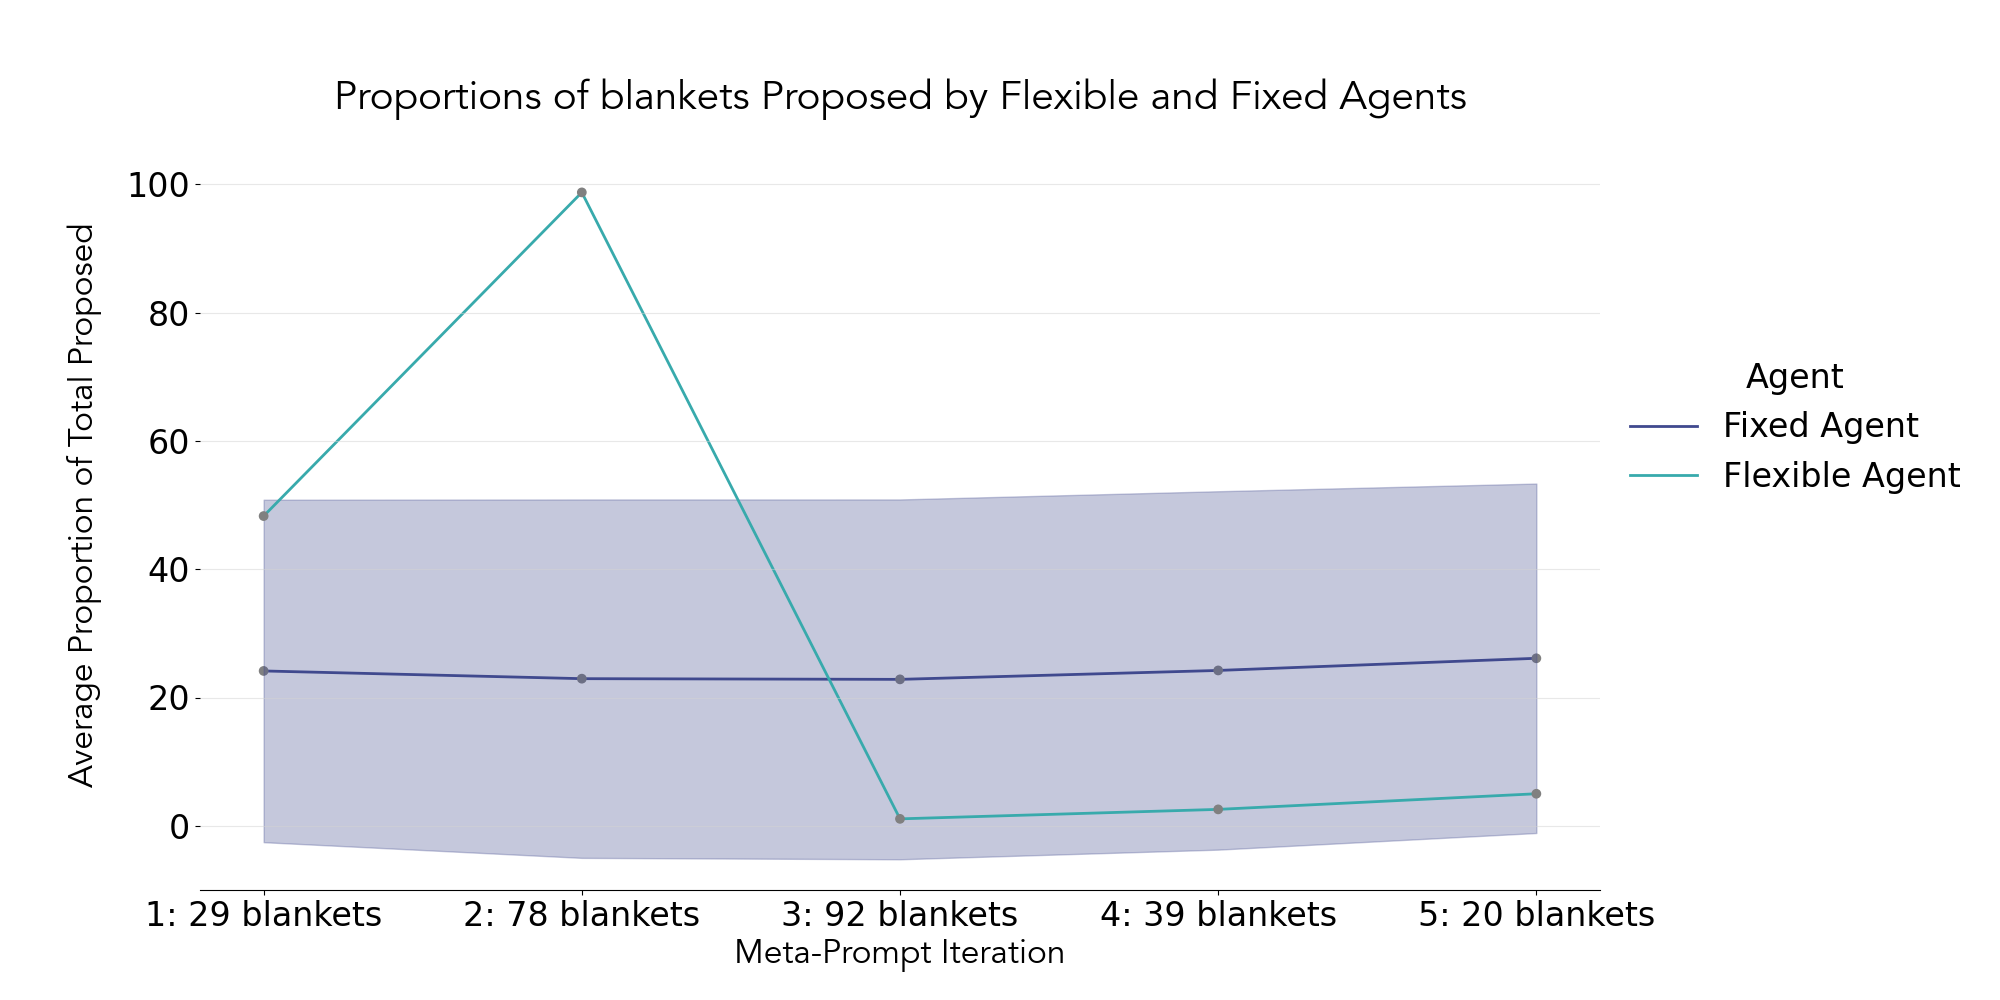 Proportions of blankets Proposed by Flexible and Fixed Agents
Average Proportion of Total Proposed
100
80
60
40
20
0
1: 29 blankets
2: 78 blankets
3: 92 blankets
4: 39 blankets
5: 20 blankets
Meta-Prompt Iteration
Agent
Fixed Agent
Flexible Agent